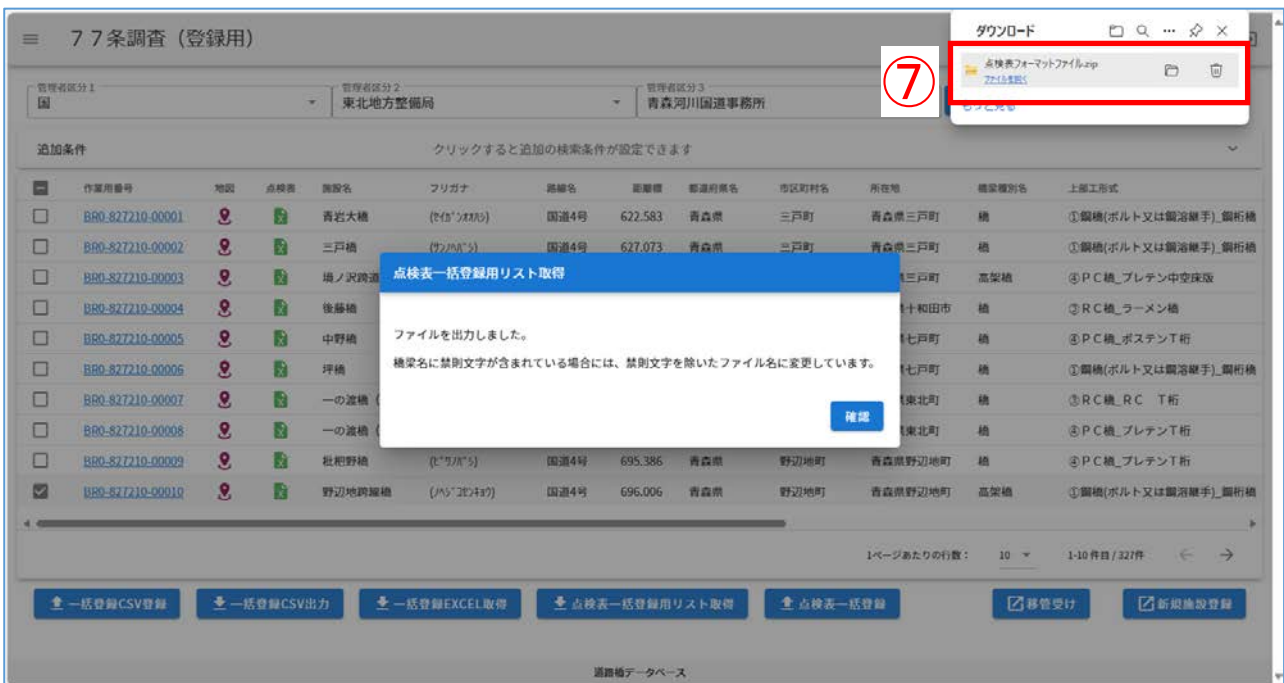 ７７条調査（登録用）
ダウンロード
点検表フォーマットファイル.zip
ファイルを開く
もっと見る
⑦
管理者区分１
国
管理者区分２
東北地方整備局
管理者区分３
青森河川国道事務所
追加条件 クリックすると追加の検索条件が設定できます
作業用番号 地図 点検表 施設名 フリガナ 路線名 距離標 都道府県名 市区町村名 所在地 橋梁種別名 上部工形式
BR0-827210-00001 青岩大橋 (ｾｲｶﾞﾝｵｵﾊｼ) 国道4号 622.583 青森県 三戸町 青森県三戸町 橋 ①鋼橋(ボルト又は鋼溶継手)_鋼桁橋
BR0-827210-00002 三戸橋 (ｻﾝﾉﾍﾊﾞｼ) 国道4号 627.073 青森県 三戸町 青森県三戸町 橋 ①鋼橋(ボルト又は鋼溶継手)_鋼桁橋
BR0-827210-00003 三戸町 高架橋 ④ＰＣ橋_プレテン中空床版
BR0-827210-00004 後藤橋 十和田市 橋 ③ＲＣ橋_ラーメン橋
BR0-827210-00005 中野橋 七戸町 橋 ④ＰＣ橋_ポステンＴ桁
BR0-827210-00006 坪橋 七戸町 橋 ①鋼橋(ボルト又は鋼溶継手)_鋼桁橋
BR0-827210-00007 一の渡橋（ 東北町 橋 ③ＲＣ橋_ＲＣ　Ｔ桁
BR0-827210-00008 一の渡橋（ 東北町 橋 ④ＰＣ橋_プレテンＴ桁
BR0-827210-00009 枇杷野橋 (ﾋﾞﾜﾉﾊﾞｼ) 国道4号 695.386 青森県 野辺地町 青森県野辺地町 橋 ④ＰＣ橋_プレテンＴ桁
BR0-827210-00010 野辺地跨線橋 (ﾉﾍｼﾞｺｾﾝｷｮｳ) 国道4号 696.006 青森県 野辺地町 青森県野辺地町 高架橋 ①鋼橋(ボルト又は鋼溶継手)_鋼桁橋
点検表一括登録用リスト取得
ファイルを出力しました。
橋梁名に禁則文字が含まれている場合には、禁則文字を除いたファイル名に変更しています。
確認
1ページあたりの行数： 10 1-10 件目 / 327件
一括登録CSV登録 一括登録CSV出力 一括登録EXCEL取得 点検表一括登録用リスト取得 点検表一括登録 移管受け 新規施設登録
道路橋データベース